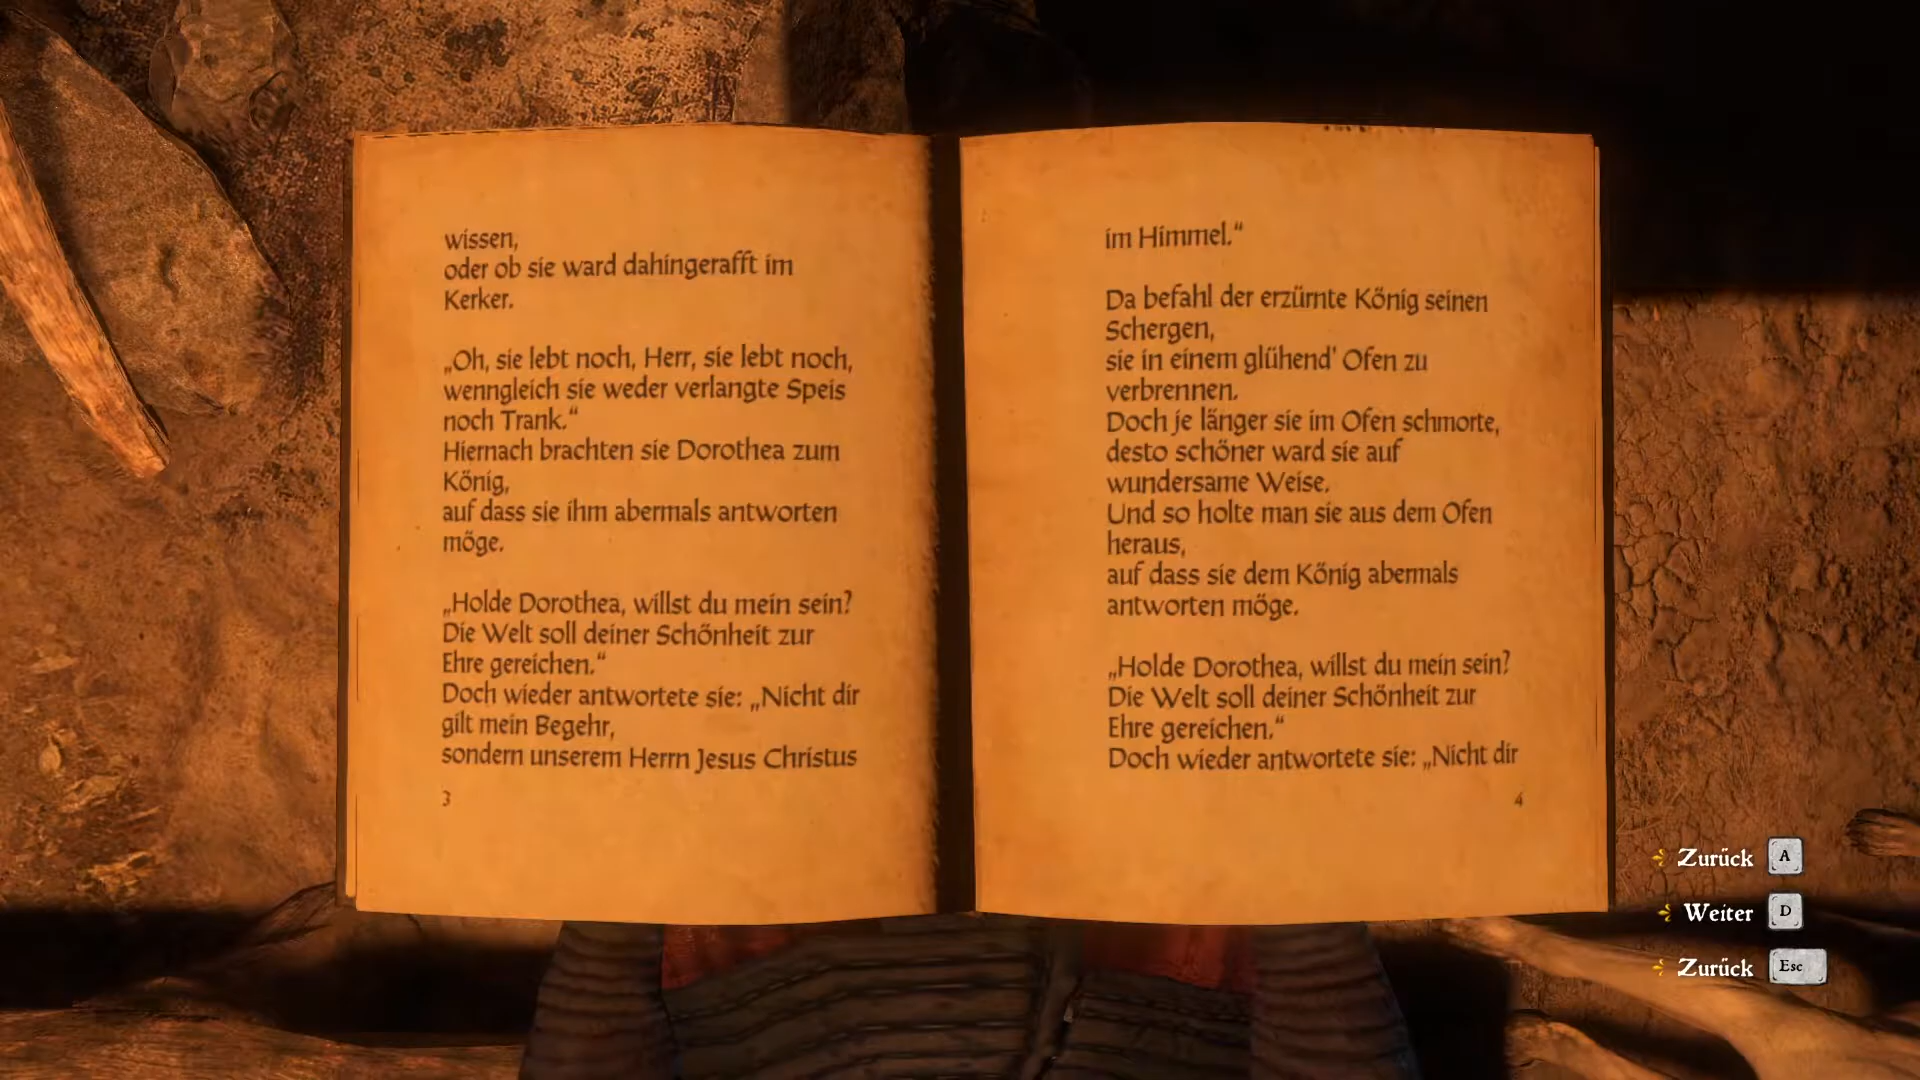 wissen,
oder ob sie ward dahingerafft im
Kerker.
„Oh, sie lebt noch, Herr, sie lebt noch,
wenngleich sie weder verlangte Speis
noch Trank.“
Hiernach brachten sie Dorothea zum
König,
auf dass sie ihm abermals antworten
möge.
„Holde Dorothea, willst du mein sein?
Die Welt soll deiner Schönheit zur
Ehre gereichen.“
Doch wieder antwortete sie: „Nicht dir
gilt mein Begehr,
sondern unserem Herrn Jesus Christus
3
im Himmel.“
Da befahl der erzürnte König seinen
Schergen,
sie in einem glühend' Ofen zu
verbrennen.
Doch je länger sie im Ofen schmorte,
desto schöner ward sie auf
wundersame Weise.
Und so holte man sie aus dem Ofen
heraus,
auf dass sie dem König abermals
antworten möge.
„Holde Dorothea, willst du mein sein?
Die Welt soll deiner Schönheit zur
Ehre gereichen.“
Doch wieder antwortete sie: „Nicht dir
4
Zurück A
Weiter D
Zurück Esc